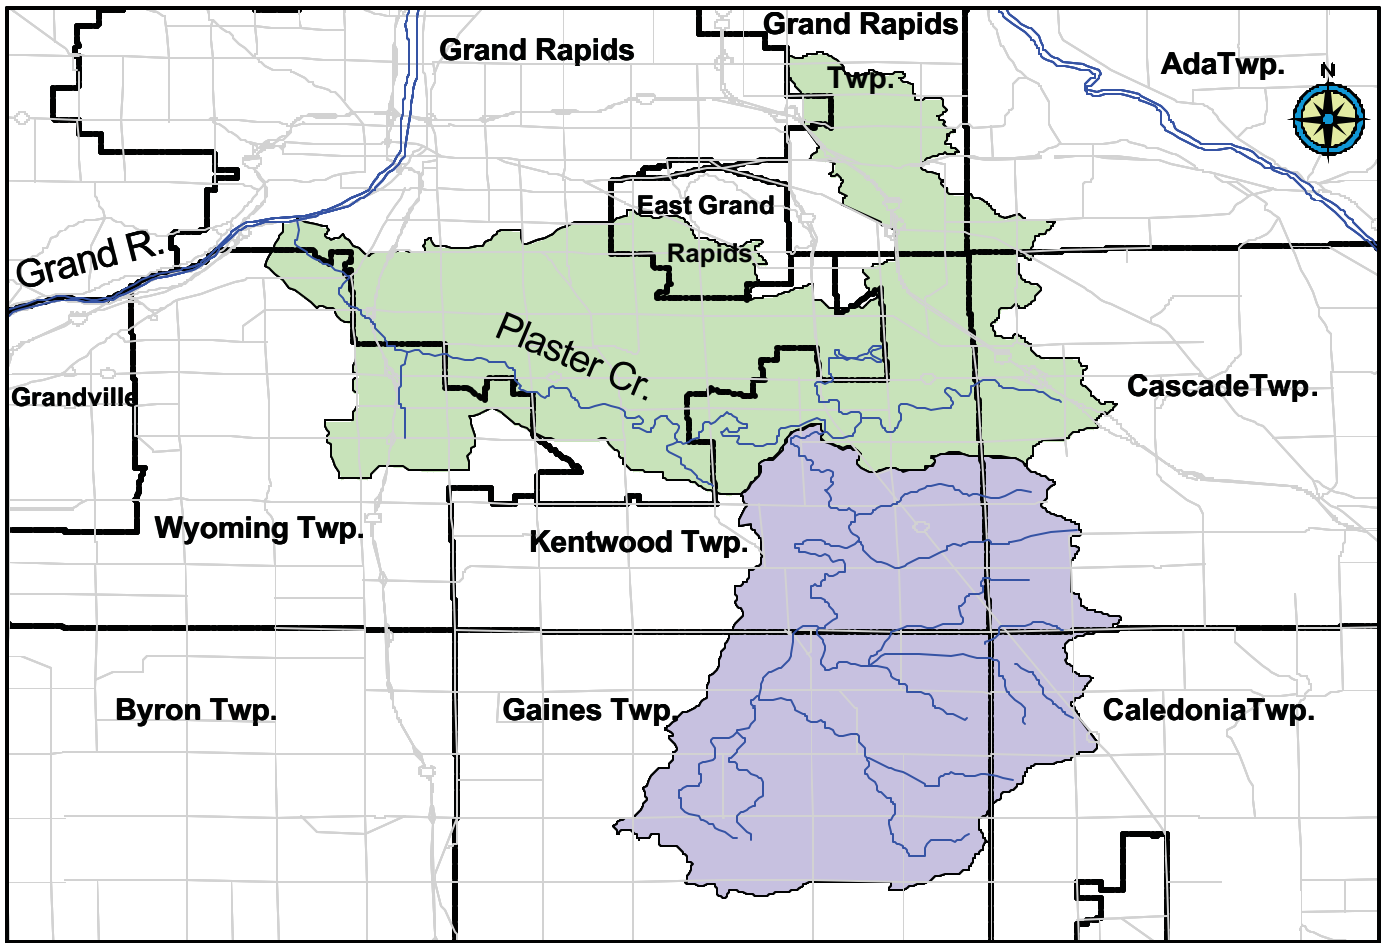 Grand Rapids
Grand Rapids
Twp.
AdaTwp.
N
East Grand
Rapids
Grand R.
Plaster Cr.
Grandville
CascadeTwp.
Wyoming Twp.
Kentwood Twp.
Byron Twp.
Gaines Twp.
CaledoniaTwp.